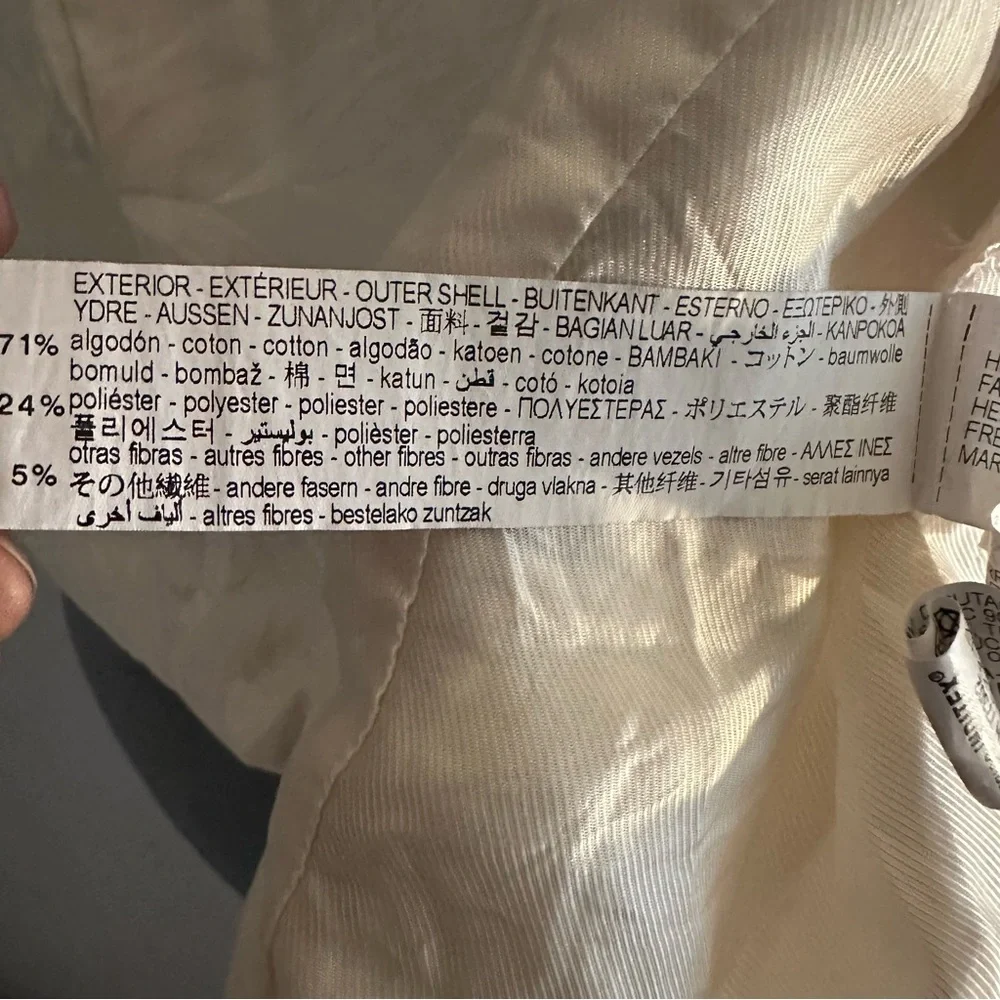 EXTERIOR - EXTÉRIEUR - OUTER SHELL - BUITENKANT - ESTERNO - ΕΞΩΤΕΡΙΚΟ - 外側
YDRE - AUSSEN - ZUNANJOST - 面料 - 겉감 - BAGIAN LUAR - الجزء الخارجي - KANPOKOA
71% algodón - coton - cotton - algodão - katoen - cotone - ΒΑΜΒΑΚΙ - コットン - baumwolle
bomuld - bombaž - 棉 - 면 - katun - قطن - cotó - kotoia
24% poliéster - polyester - poliester - poliestere - ΠΟΛΥΕΣΤΕΡΑΣ - ポリエステル - 聚酯纤维
폴리에스터 - بوليستير - polièster - poliesterra
5% otras fibras - autres fibres - other fibres - outras fibras - andere vezels - altre fibre - ΑΛΛΕΣ ΙΝΕΣ
その他繊維 - andere fasern - andre fibre - druga vlakna - 其他纤维 - 기타섬유 - serat lainnya
ألياف أخرى - altres fibres - bestelako zuntzak